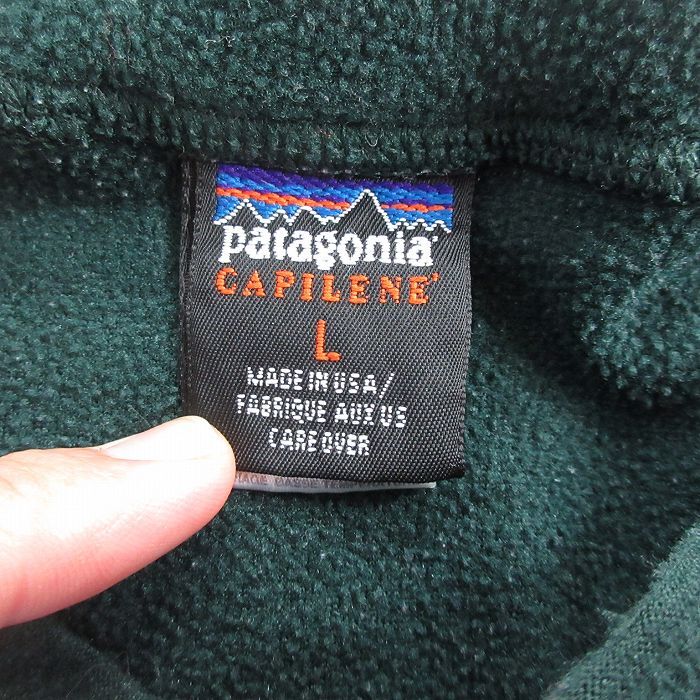 patagonia
CAPILENE
L
MADE IN USA/
FABRIQUE AUX US
CARE OVER